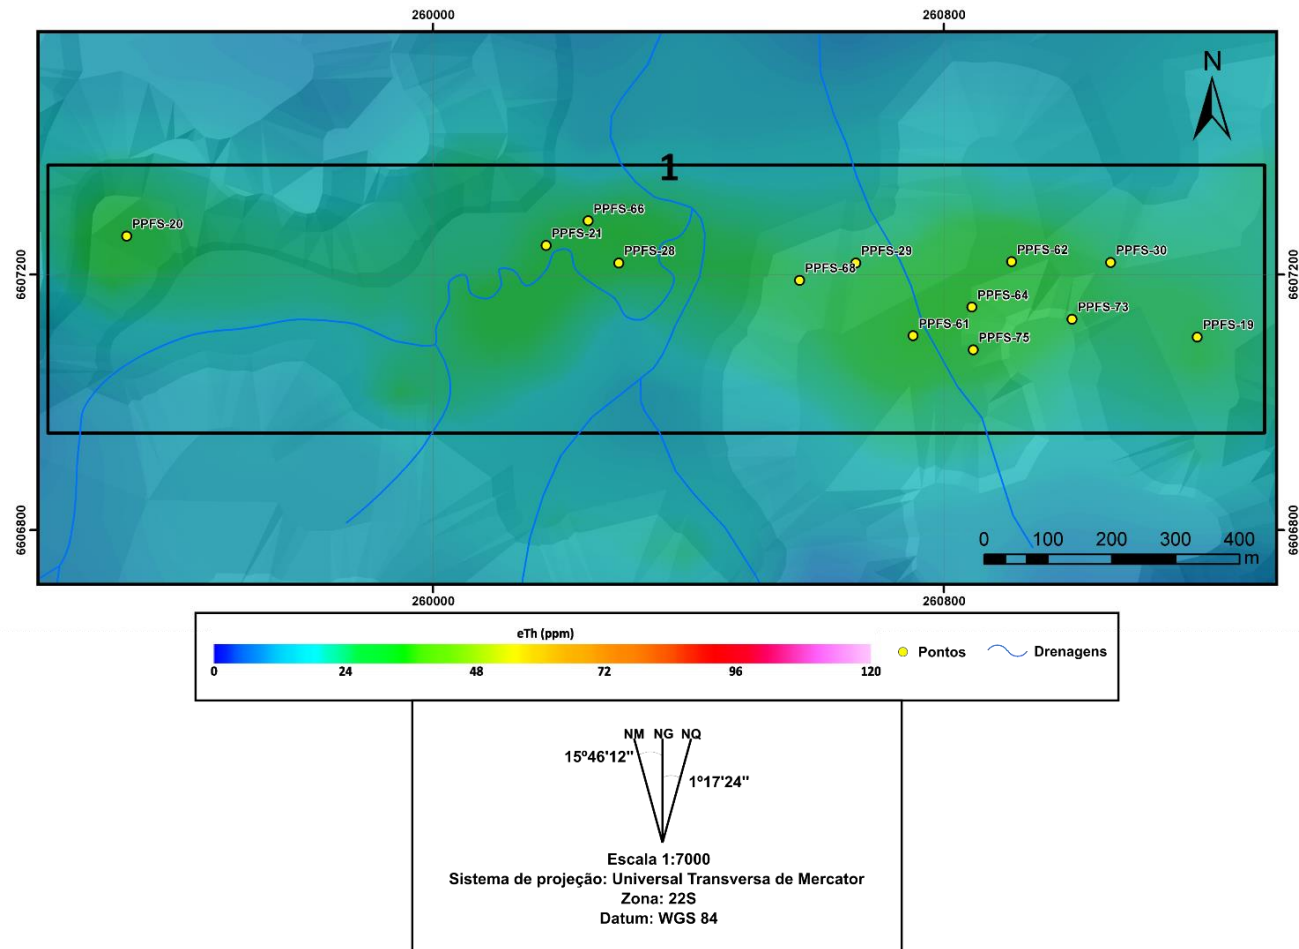 260000
260800
N
1
PPFS-20
PPFS-66
PPFS-21
PPFS-28
PPFS-29
PPFS-68
PPFS-62
PPFS-30
PPFS-64
PPFS-73
PPFS-61
PPFS-75
PPFS-19
6607200
6607200
6606800
6606800
0 100 200 300 400
m
260000
260800
eTh (ppm)
0 24 48 72 96 120
Pontos
Drenagens
NM NG NQ
15º46'12"
1º17'24"
Escala 1:7000
Sistema de projeção: Universal Transversa de Mercator
Zona: 22S
Datum: WGS 84